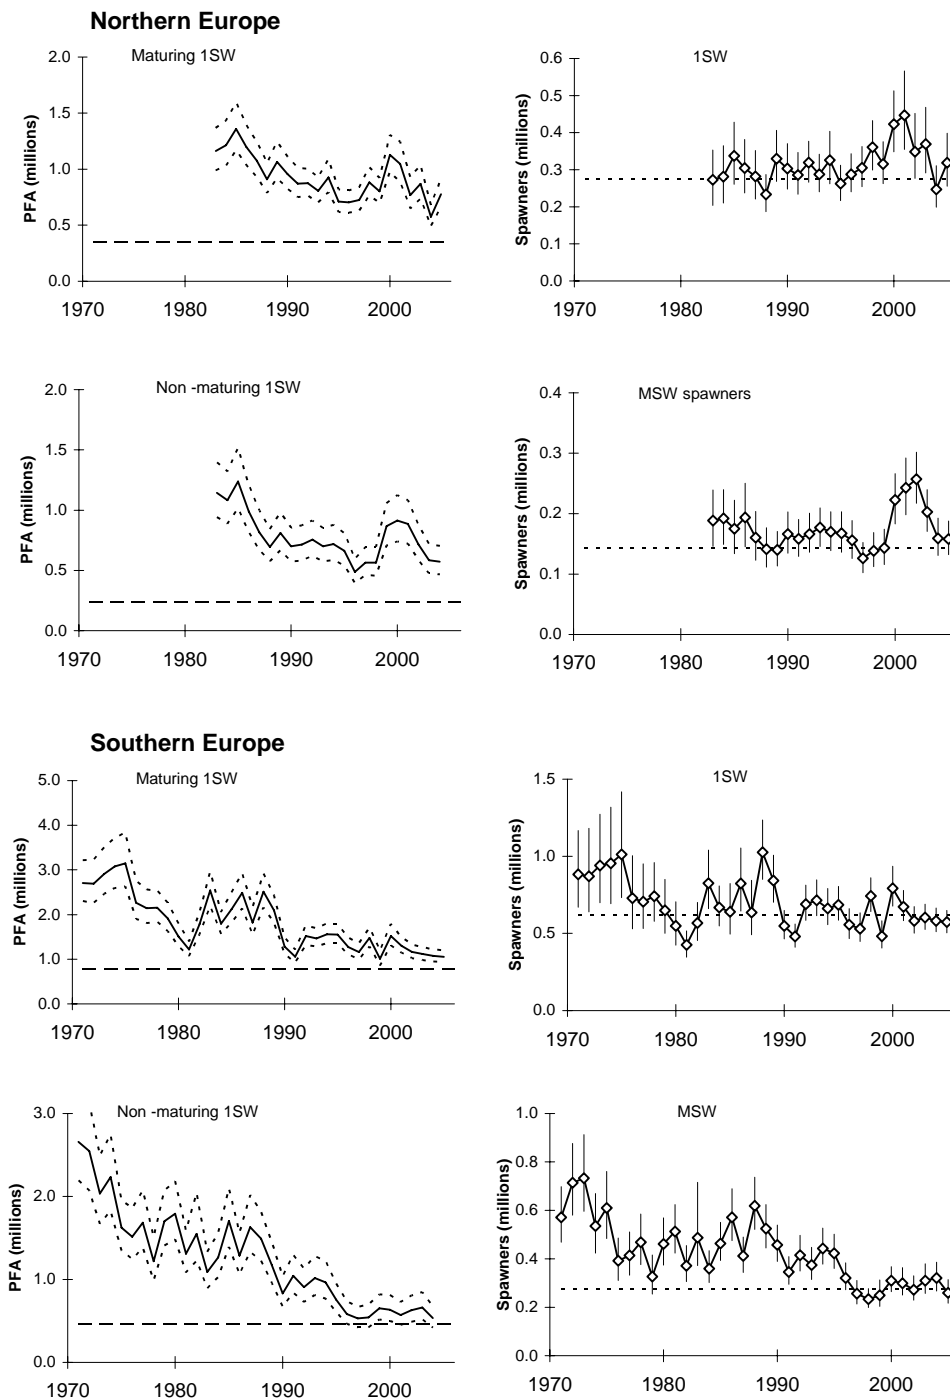 Northern Europe
Maturing 1SW
PFA (millions)
2.0
1.5
1.0
0.5
0.0
1970 1980 1990 2000
1SW
Spawners (millions)
0.6
0.5
0.4
0.3
0.2
0.1
0.0
1970 1980 1990 2000
Non -maturing 1SW
PFA (millions)
2.0
1.5
1.0
0.5
0.0
1970 1980 1990 2000
MSW spawners
Spawners (millions)
0.4
0.3
0.2
0.1
0.0
1970 1980 1990 2000
Southern Europe
Maturing 1SW
PFA (millions)
5.0
4.0
3.0
2.0
1.0
0.0
1970 1980 1990 2000
1SW
Spawners (millions)
1.5
1.0
0.5
0.0
1970 1980 1990 2000
Non -maturing 1SW
PFA (millions)
3.0
2.0
1.0
0.0
1970 1980 1990 2000
MSW
Spawners (millions)
1.0
0.8
0.6
0.4
0.2
0.0
1970 1980 1990 2000